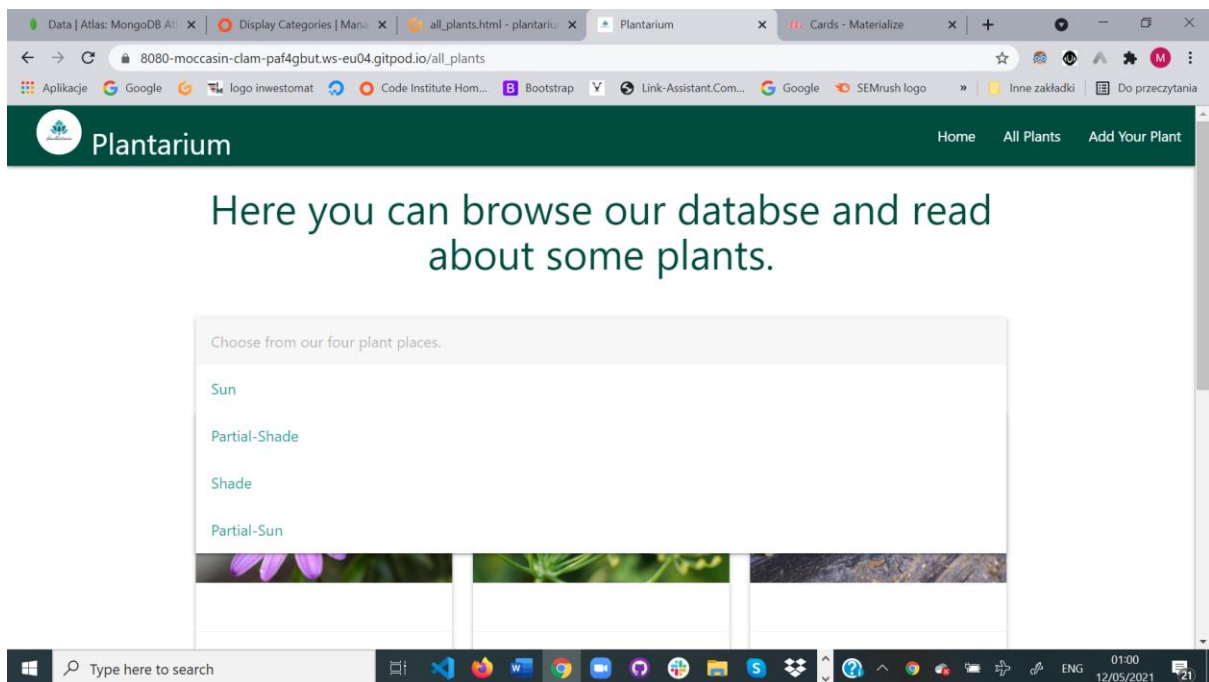 Data | Atlas: MongoDB Atl
Display Categories | Mana
all_plants.html - plantariu
Plantarium
Cards - Materialize
8080-moccasin-clam-paf4gbut.ws-eu04.gitpod.io/all_plants
M
Aplikacje
Google
logo inwestomat
Code Institute Hom...
B
Bootstrap
Y
Link-Assistant.Com...
Google
SEMrush logo
»
Inne zakładki
Do przeczytania
Plantarium
Home
All Plants
Add Your Plant
Here you can browse our databse and read
about some plants.
Choose from our four plant places.
Sun
Partial-Shade
Shade
Partial-Sun
Type here to search
ENG
01:00
12/05/2021
21